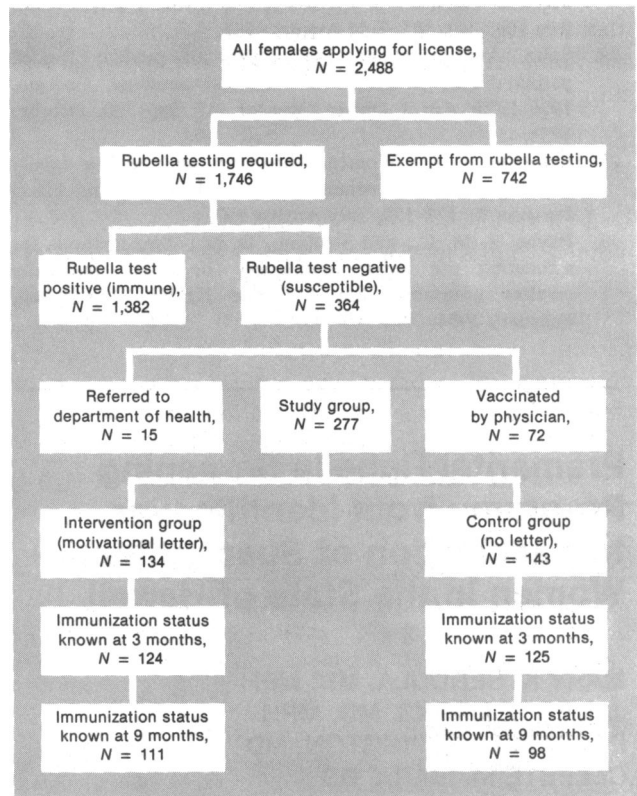 All females applying for license,
N = 2,488
Rubella testing required,
N = 1,746
Exempt from rubella testing,
N = 742
Rubella test
positive (immune),
N = 1,382
Rubella test negative
(susceptible),
N = 364
Referred to
department of health,
N = 15
Study group,
N = 277
Vaccinated
by physician,
N = 72
Intervention group
(motivational letter),
N = 134
Control group
(no letter),
N = 143
Immunization status
known at 3 months,
N = 124
Immunization status
known at 3 months,
N = 125
Immunization status
known at 9 months,
N = 111
Immunization status
known at 9 months,
N = 98